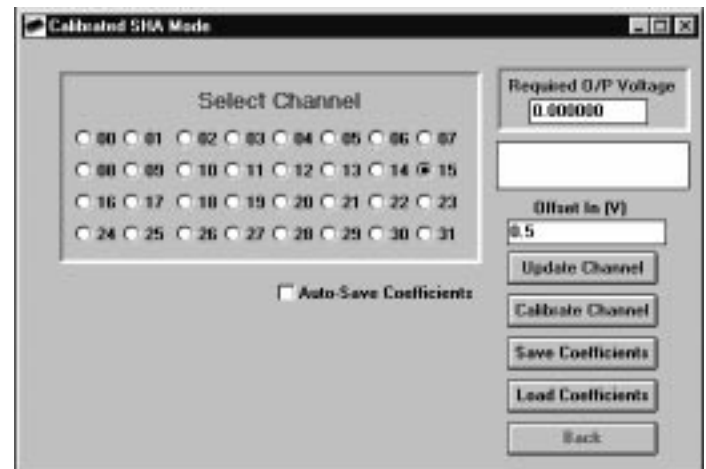 Calibrated SHA Mode
Select Channel
00 01 02 03 04 05 06 07
08 09 10 11 12 13 14 15
16 17 18 19 20 21 22 23
24 25 26 27 28 29 30 31
Auto-Save Coefficients
Required O/P Voltage
0.000000
Offset In (V)
0.5
Update Channel
Calibrate Channel
Save Coefficients
Load Coefficients
Back